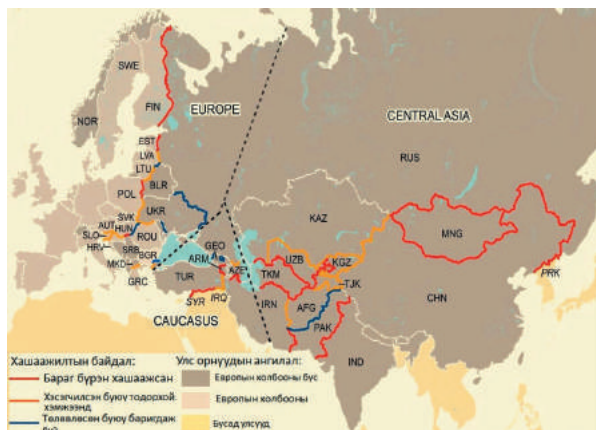 SWE
FIN
NOR
EUROPE
CENTRAL ASIA
RUS
EST
LVA
LTU
BLR
POL
UKR
SVK
AUT
HUN
SLO
ROU
HRV
SRB
BGR
MKD
GRC
GEO
ARM
AZE
TUR
SYR
IRQ
CAUCASUS
KAZ
UZB
TKM
KGZ
TJK
IRN
AFG
PAK
IND
MNG
CHN
PRK
Хашаажилтын байдал:
Бараг бүрэн хашаажсан
Хэсэгчилсэн буюу тодорхой
хэмжээнд
Төлөвлөсөн буюу баригдаж
Улс орнуудын ангилал:
Европын холбооны бус
Европын холбооны
Бусад улсууд